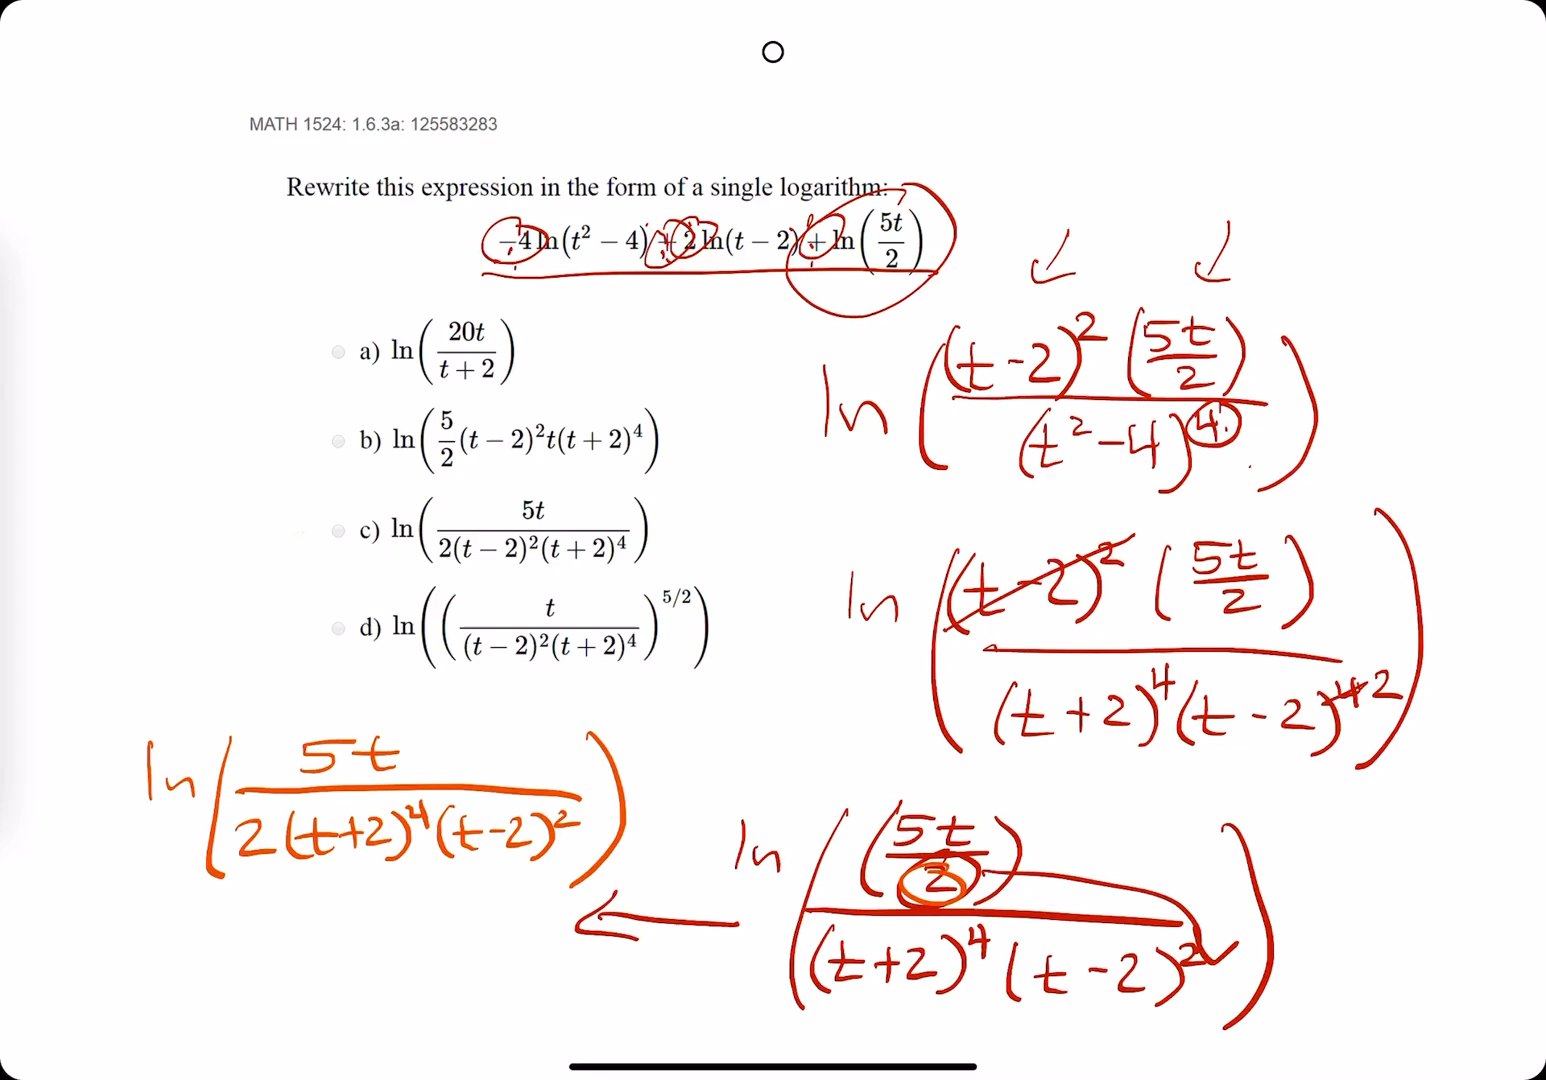 MATH 1524: 1.6.3a: 125583283
Rewrite this expression in the form of a single logarithm:
−4 ln(t² − 4) + 2 ln(t − 2) + ln(5t/2)
a) ln(20t/(t + 2))
b) ln(5/2 (t − 2)²t(t + 2)⁴)
c) ln(5t/(2(t − 2)²(t + 2)⁴))
d) ln((t/((t − 2)²(t + 2)⁴))^(5/2))
ln((t-2)² (5t/2)/(t²-4)⁴)
ln((t-2)² (5t/2)/((t+2)⁴(t-2)⁴ ²))
ln((5t/2)/((t+2)⁴(t-2)²))
ln(5t/(2(t+2)⁴(t-2)²))